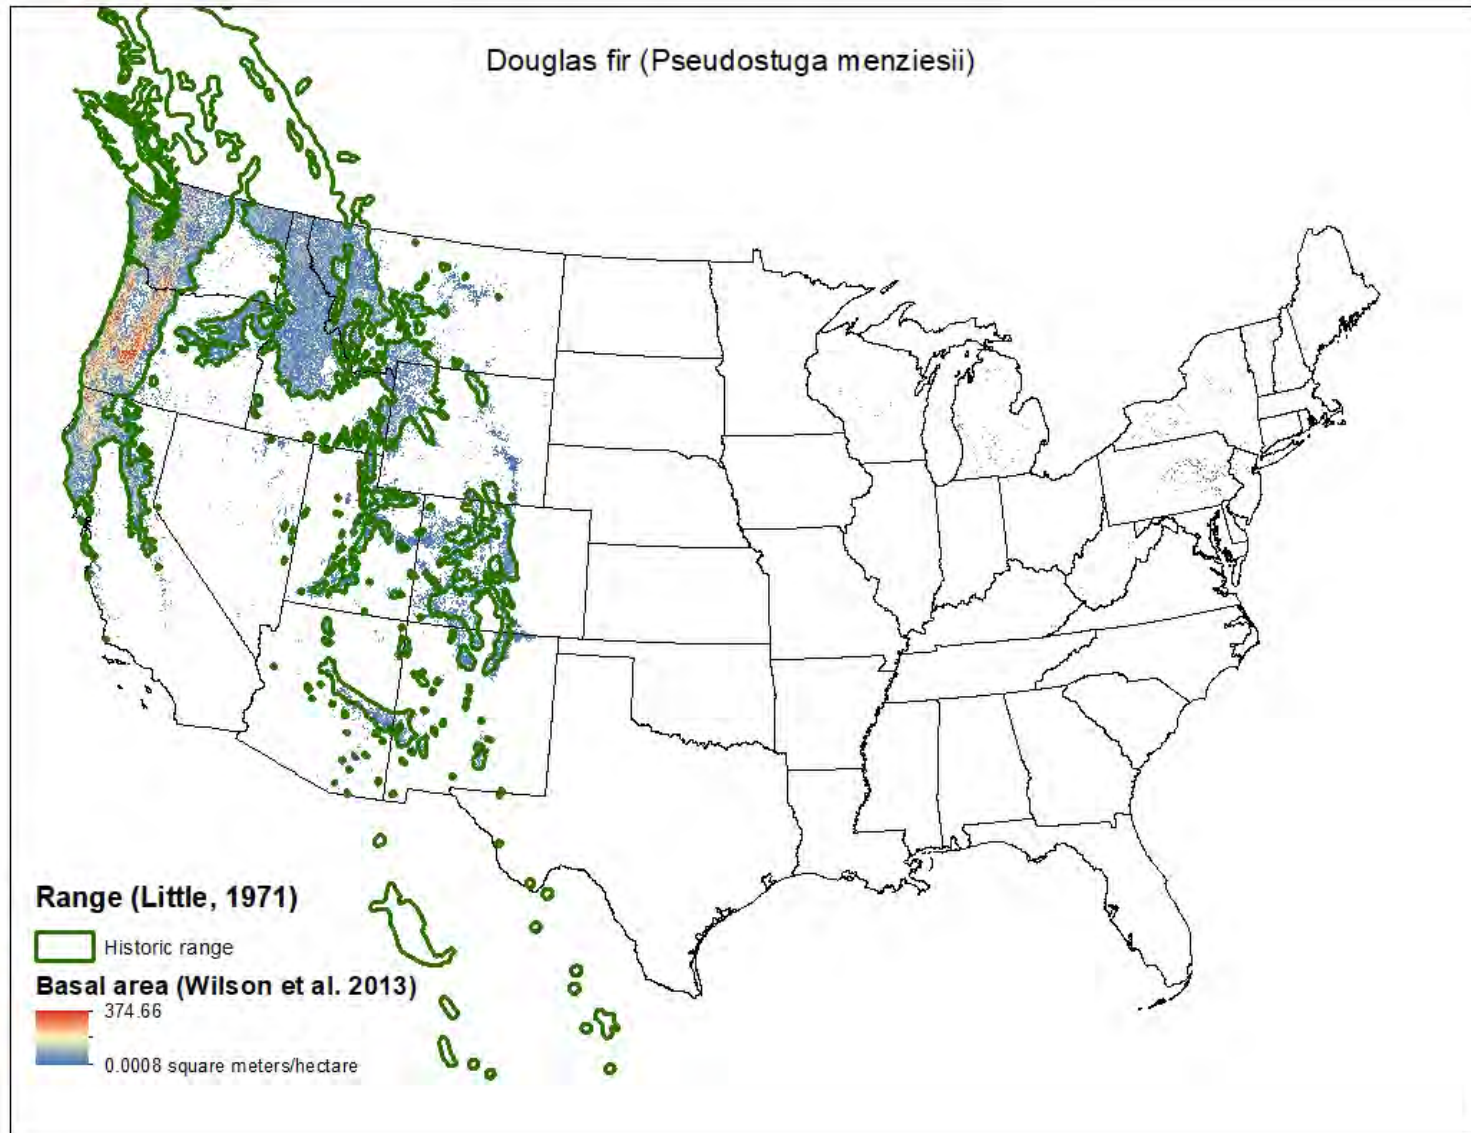 Douglas fir (Pseudostuga menziesii)
Range (Little, 1971)
Historic range
Basal area (Wilson et al. 2013)
374.66
0.0008 square meters/hectare